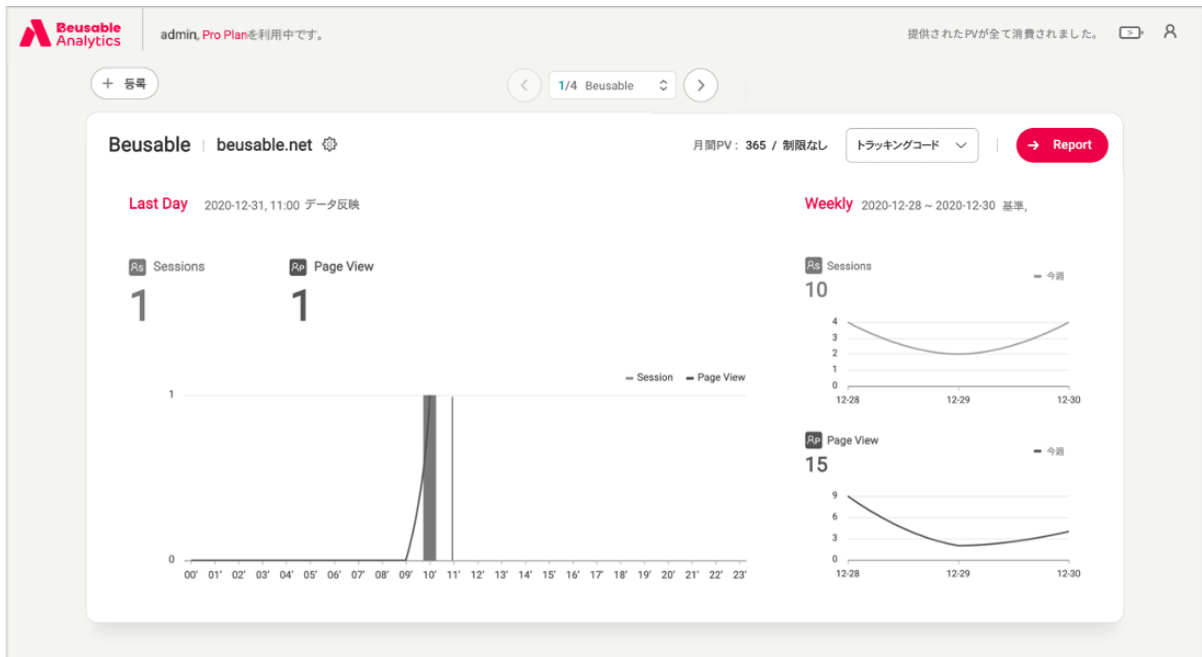 Beusable
Analytics
admin, Pro Planを利用中です。
提供されたPVが全て消費されました。
+ 등록
1/4 Beusable
Beusable
beusable.net
月間PV : 365 / 制限なし
トラッキングコード
→ Report
Last Day 2020-12-31, 11:00 データ反映
Sessions
1
Page View
1
Session Page View
1
0
00' 01' 02' 03' 04' 05' 06' 07' 08' 09' 10' 11' 12' 13' 14' 15' 16' 17' 18' 19' 20' 21' 22' 23'
Weekly 2020-12-28 ~ 2020-12-30 基準,
Sessions
10
今週
4
3
2
1
0
12-28 12-29 12-30
Page View
15
今週
9
6
3
0
12-28 12-29 12-30